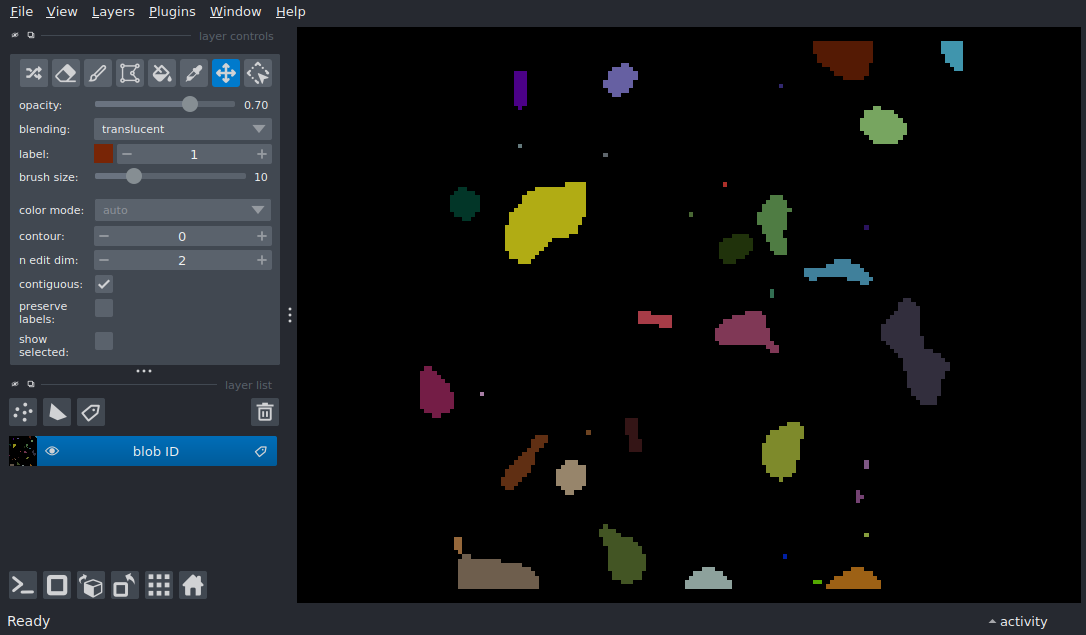 File View Layers Plugins Window Help
layer controls
opacity: 0.70
blending: translucent
label: 1
brush size: 10
color mode: auto
contour: 0
n edit dim: 2
contiguous:
preserve
labels:
show
selected:
layer list
blob ID
Ready
activity